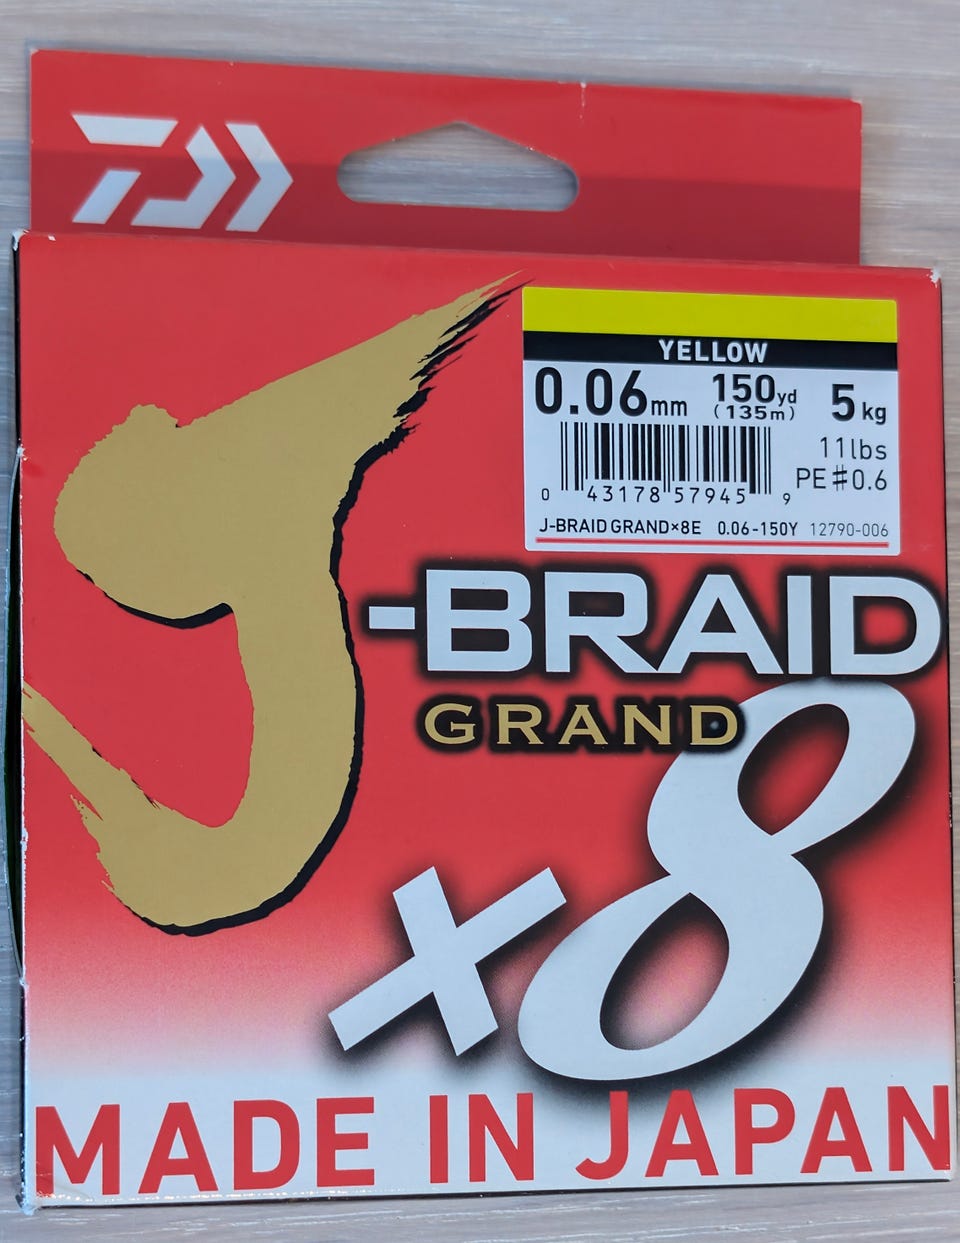 YELLOW
0.06mm 150yd (135m) 5kg
11lbs
PE#0.6
0 43178 57945 9
J-BRAID GRAND×8E 0.06-150Y 12790-006
J-BRAID
GRAND
×8
MADE IN JAPAN